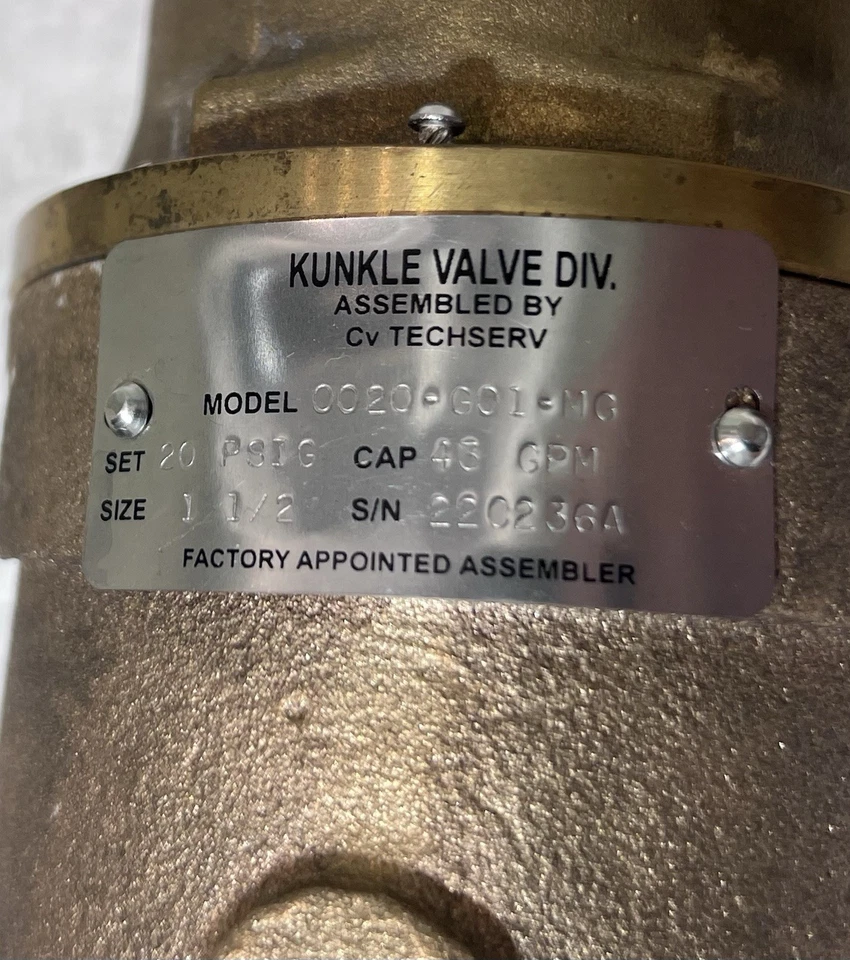 KUNKLE VALVE DIV.
ASSEMBLED BY
Cv TECHSERV
MODEL 0020-G01-MG
SET 20 PSIG CAP GPM
SIZE 1 1/2 S/N 22C236A
FACTORY APPOINTED ASSEMBLER